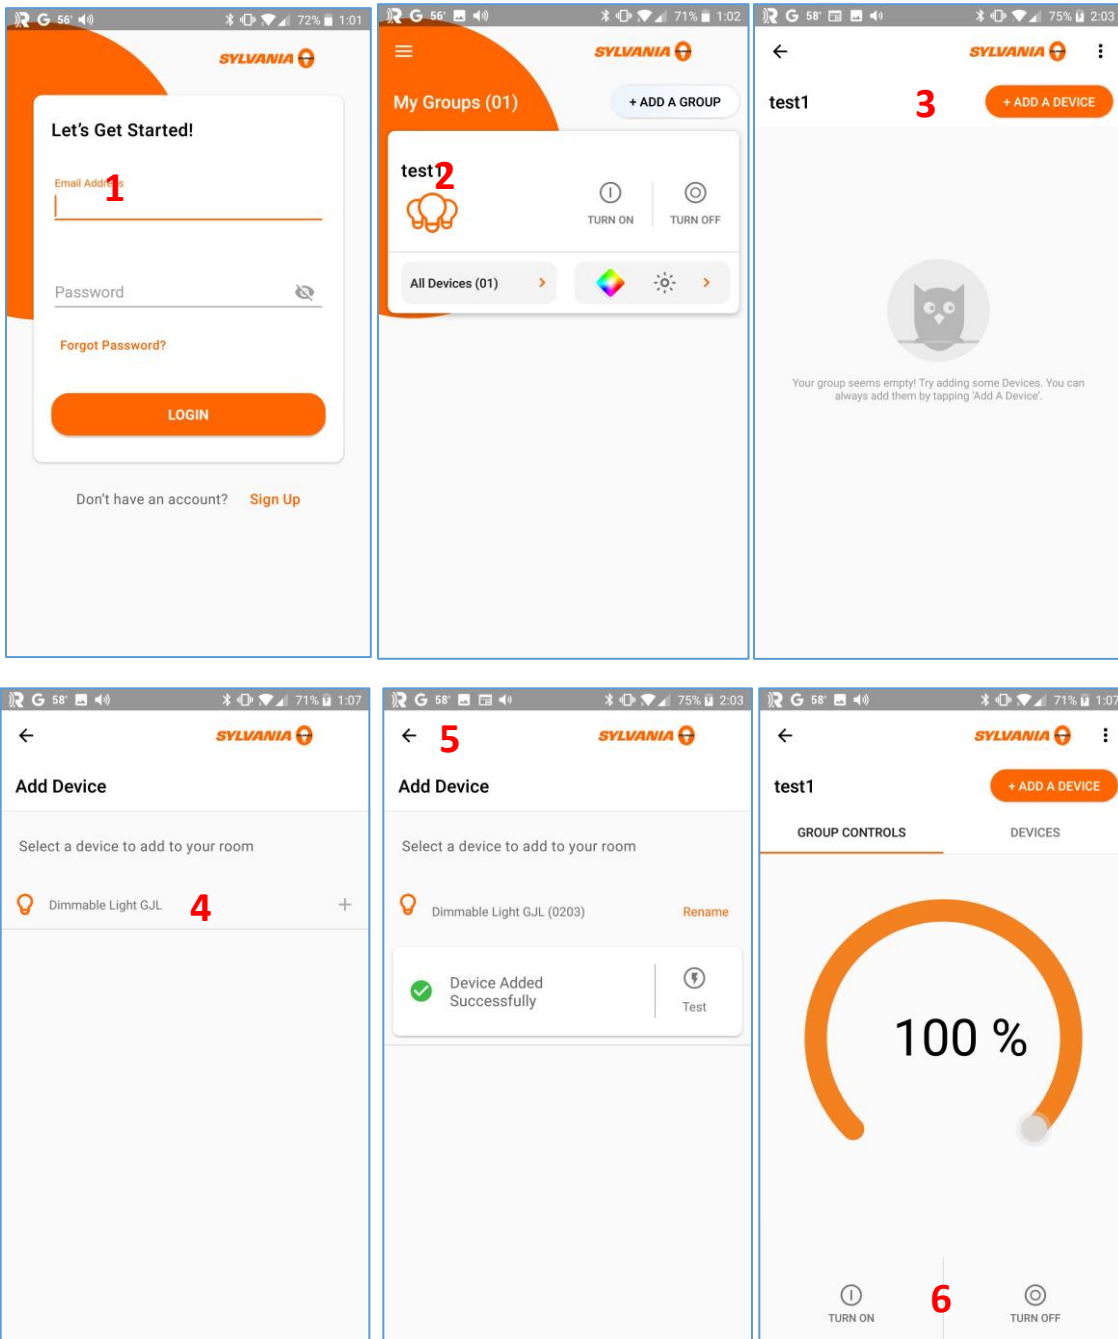 G 56° 72% 1:01
SYLVANIA
Let's Get Started!
Email Address
1
Password
Forgot Password?
LOGIN
Don't have an account? Sign Up
G 56° 71% 1:02
SYLVANIA
My Groups (01) + ADD A GROUP
test1
2
TURN ON TURN OFF
All Devices (01)
G 58° 75% 2:03
SYLVANIA
test1 3 + ADD A DEVICE
Your group seems empty! Try adding some Devices. You can
always add them by tapping 'Add A Device'.
G 58° 71% 1:07
SYLVANIA
Add Device
Select a device to add to your room
Dimmable Light GJL 4 +
G 58° 75% 2:03
5 SYLVANIA
Add Device
Select a device to add to your room
Dimmable Light GJL (0203) Rename
Device Added
Successfully
Test
G 58° 71% 1:07
SYLVANIA
test1 + ADD A DEVICE
GROUP CONTROLS DEVICES
100 %
6
TURN ON TURN OFF